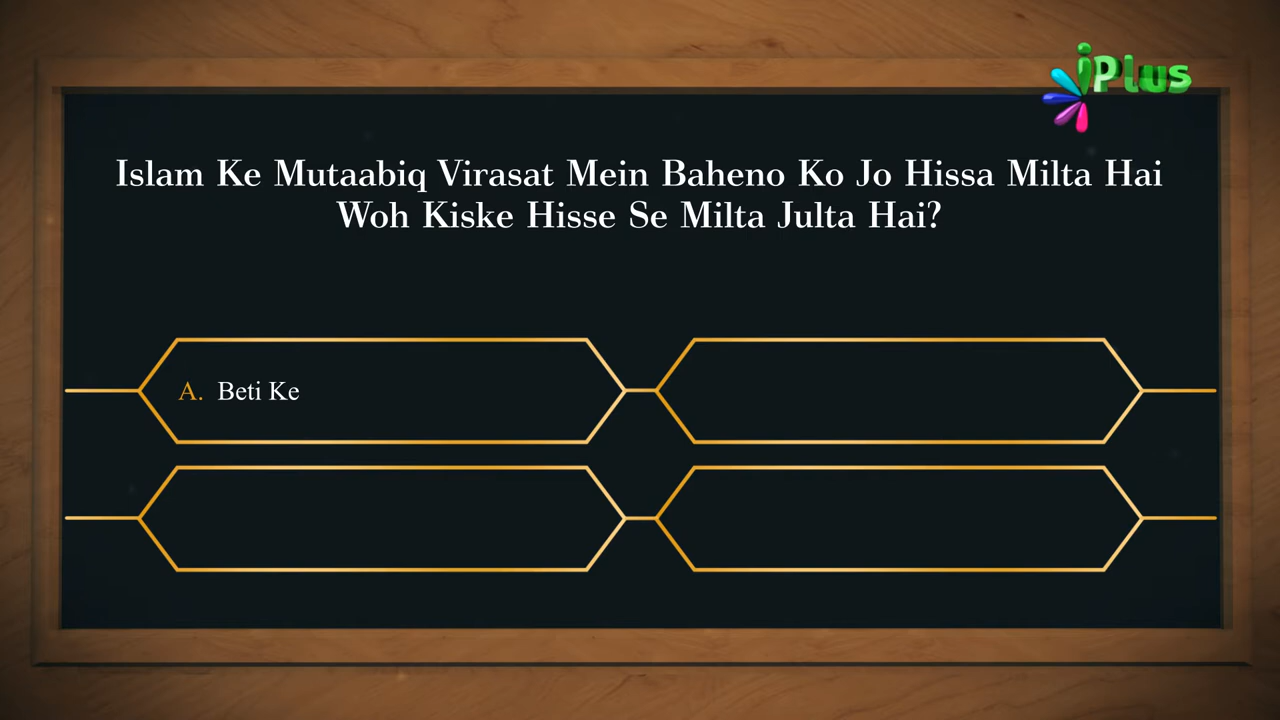 iPlus
Islam Ke Mutaabiq Virasat Mein Baheno Ko Jo Hissa Milta Hai
Woh Kiske Hisse Se Milta Julta Hai?
A. Beti Ke